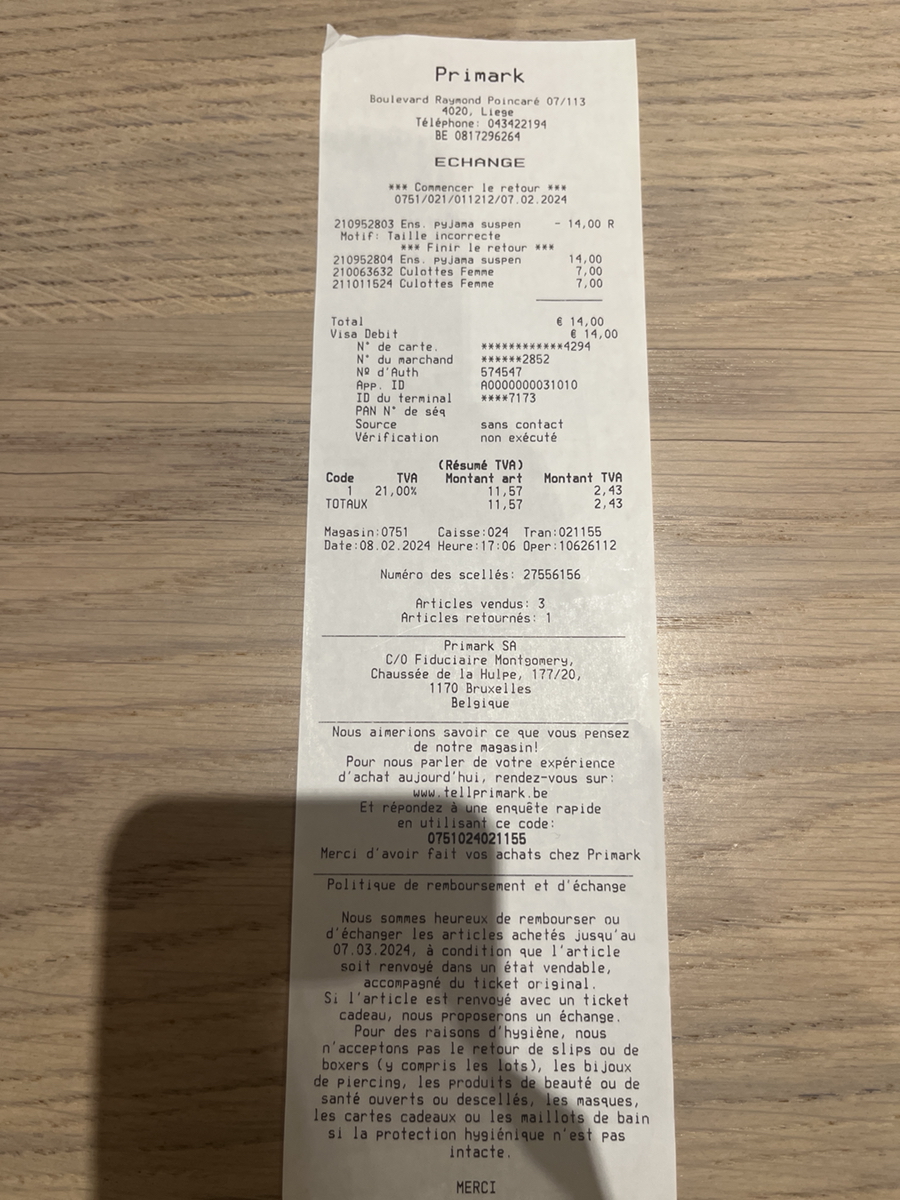 Primark
Boulevard Raymond Poincaré 07/113
4020, Liege
Téléphone: 043422194
BE 0817296264
ECHANGE
*** Commencer le retour ***
0751/021/011212/07.02.2024
210952803 Ens. pyjama suspen - 14,00 R
Motif: Taille incorrecte
*** Finir le retour ***
210952804 Ens. pyjama suspen 14,00
210063632 Culottes Femme 7,00
211011524 Culottes Femme 7,00
Total € 14,00
Visa Debit € 14,00
N° de carte. ************4294
N° du marchand ******2852
Nº d'Auth 574547
App. ID A0000000031010
ID du terminal ****7173
PAN N° de séq
Source sans contact
Vérification non exécuté
(Résumé TVA)
Code TVA Montant art Montant TVA
1 21,00% 11,57 2,43
TOTAUX 11,57 2,43
Magasin:0751 Caisse:024 Tran:021155
Date:08.02.2024 Heure:17:06 Oper:10626112
Numéro des scellés: 27556156
Articles vendus: 3
Articles retournés: 1
Primark SA
C/O Fiduciaire Montgomery,
Chaussée de la Hulpe, 177/20,
1170 Bruxelles
Belgique
Nous aimerions savoir ce que vous pensez
de notre magasin!
Pour nous parler de votre expérience
d'achat aujourd'hui, rendez-vous sur:
www.tellprimark.be
Et répondez à une enquête rapide
en utilisant ce code:
0751024021155
Merci d'avoir fait vos achats chez Primark
Politique de remboursement et d'échange
Nous sommes heureux de rembourser ou
d'échanger les articles achetés jusqu'au
07.03.2024, à condition que l'article
soit renvoyé dans un état vendable,
accompagné du ticket original.
Si l'article est renvoyé avec un ticket
cadeau, nous proposerons un échange.
Pour des raisons d'hygiène, nous
n'acceptons pas le retour de slips ou de
boxers (y compris les lots), les bijoux
de piercing, les produits de beauté ou de
santé ouverts ou descellés, les masques,
les cartes cadeaux ou les maillots de bain
si la protection hygiénique n'est pas
intacte.
MERCI